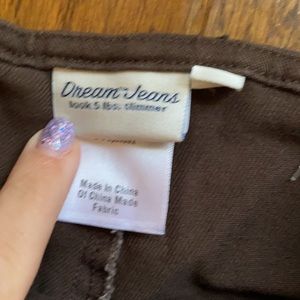 Dream Jeans
look 5 lbs. slimmer
Made In China
Of China Made
Fabric